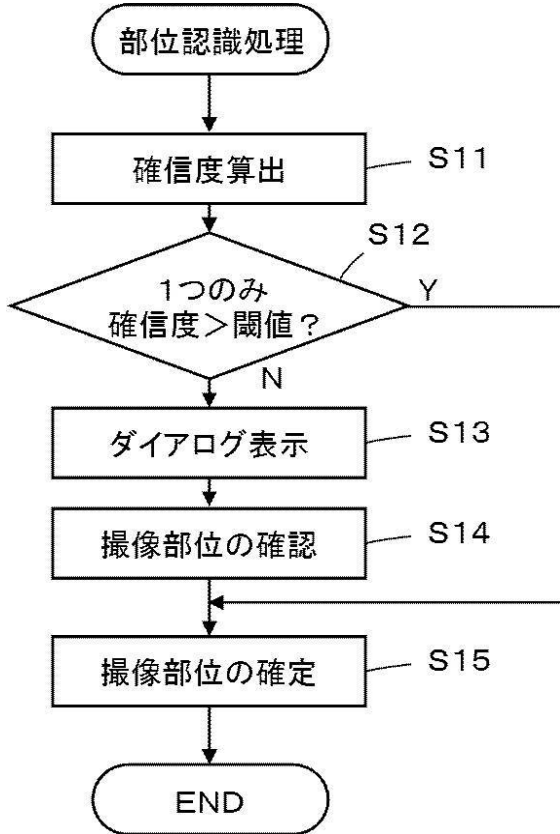 部位認識処理
確信度算出
S11
S12
1つのみ
確信度＞閾値？
Y
N
ダイアログ表示
S13
撮像部位の確認
S14
撮像部位の確定
S15
END